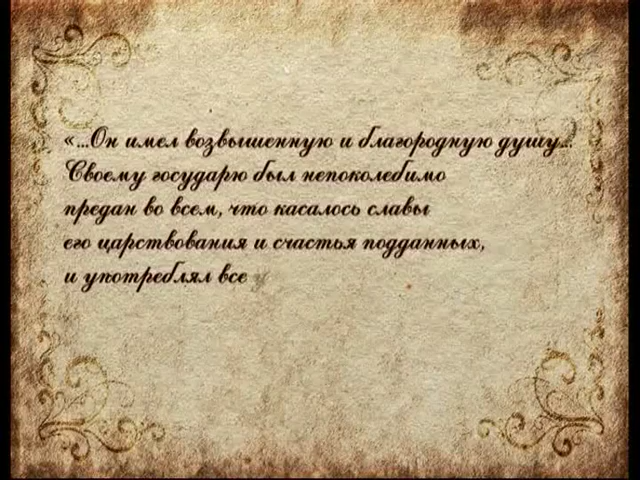 «...Он имел возвышенную и благородную душу...
Своему государю был непоколебимо
предан во всем, что касалось славы
его царствования и счастья подданных,
и употреблял все у